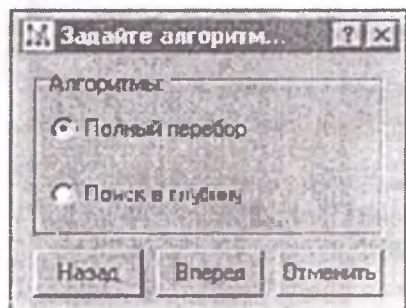 Задайте алгоритм...
Алгоритмы:
Полный перебор
Поиск в глубину
Назад Вперед Отменить